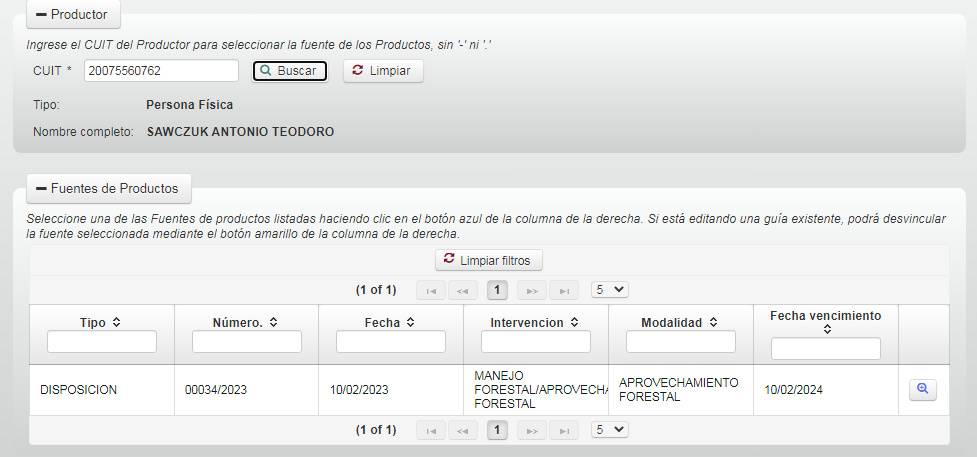 Productor
Ingrese el CUIT del Productor para seleccionar la fuente de los Productos, sin '-' ni '.'
CUIT * 20075560762 Buscar Limpiar
Tipo: Persona Física
Nombre completo: SAWCZUK ANTONIO TEODORO
Fuentes de Productos
Seleccione una de las Fuentes de productos listadas haciendo clic en el botón azul de la columna de la derecha. Si está editando una guía existente, podrá desvincular
la fuente seleccionada mediante el botón amarillo de la columna de la derecha.
Limpiar filtros
(1 of 1) 1 5
Tipo Número. Fecha Intervencion Modalidad Fecha vencimiento
DISPOSICION 00034/2023 10/02/2023 MANEJO FORESTAL/APROVECHA FORESTAL APROVECHAMIENTO FORESTAL 10/02/2024
(1 of 1) 1 5